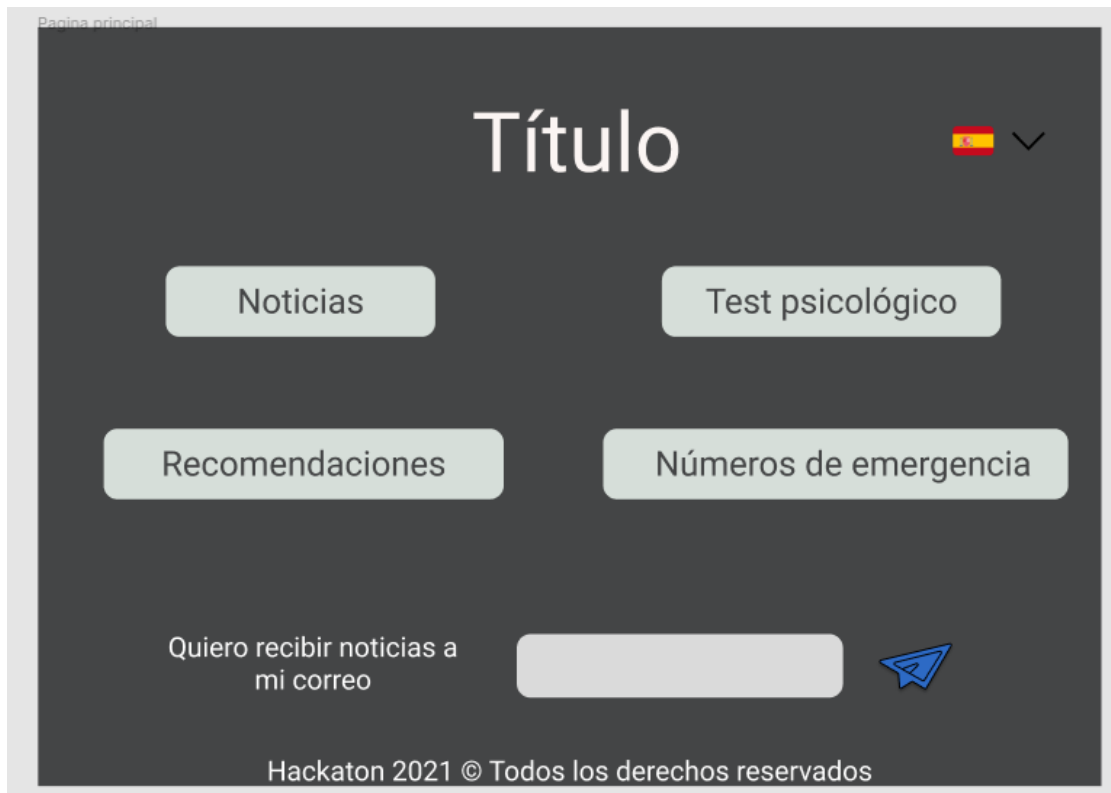 Pagina principal
Título
Noticias
Test psicológico
Recomendaciones
Números de emergencia
Quiero recibir noticias a
mi correo
Hackaton 2021 © Todos los derechos reservados